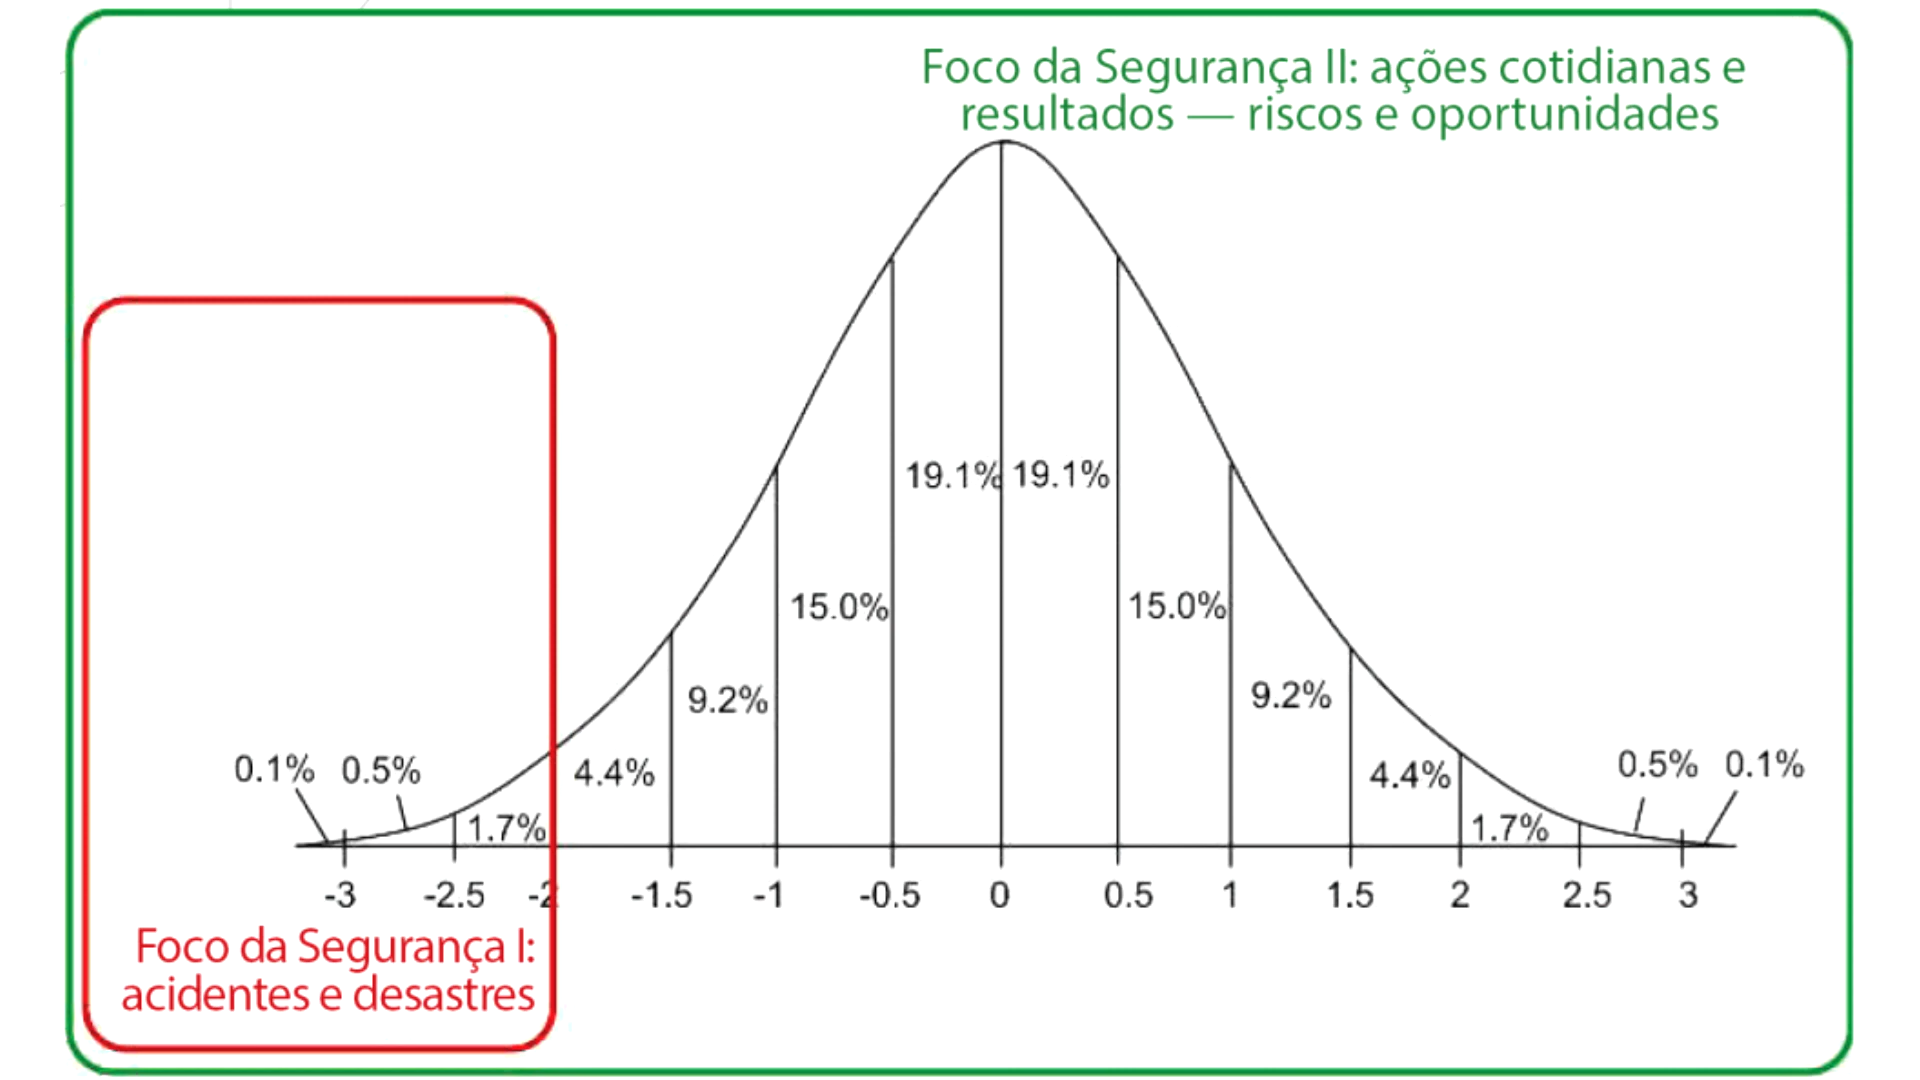 Foco da Segurança II: ações cotidianas e
resultados — riscos e oportunidades
19.1% 19.1%
15.0% 15.0%
9.2% 9.2%
0.1% 0.5% 4.4% 4.4% 0.5% 0.1%
1.7% 1.7%
-3 -2.5 -2 -1.5 -1 -0.5 0 0.5 1 1.5 2 2.5 3
Foco da Segurança I:
acidentes e desastres